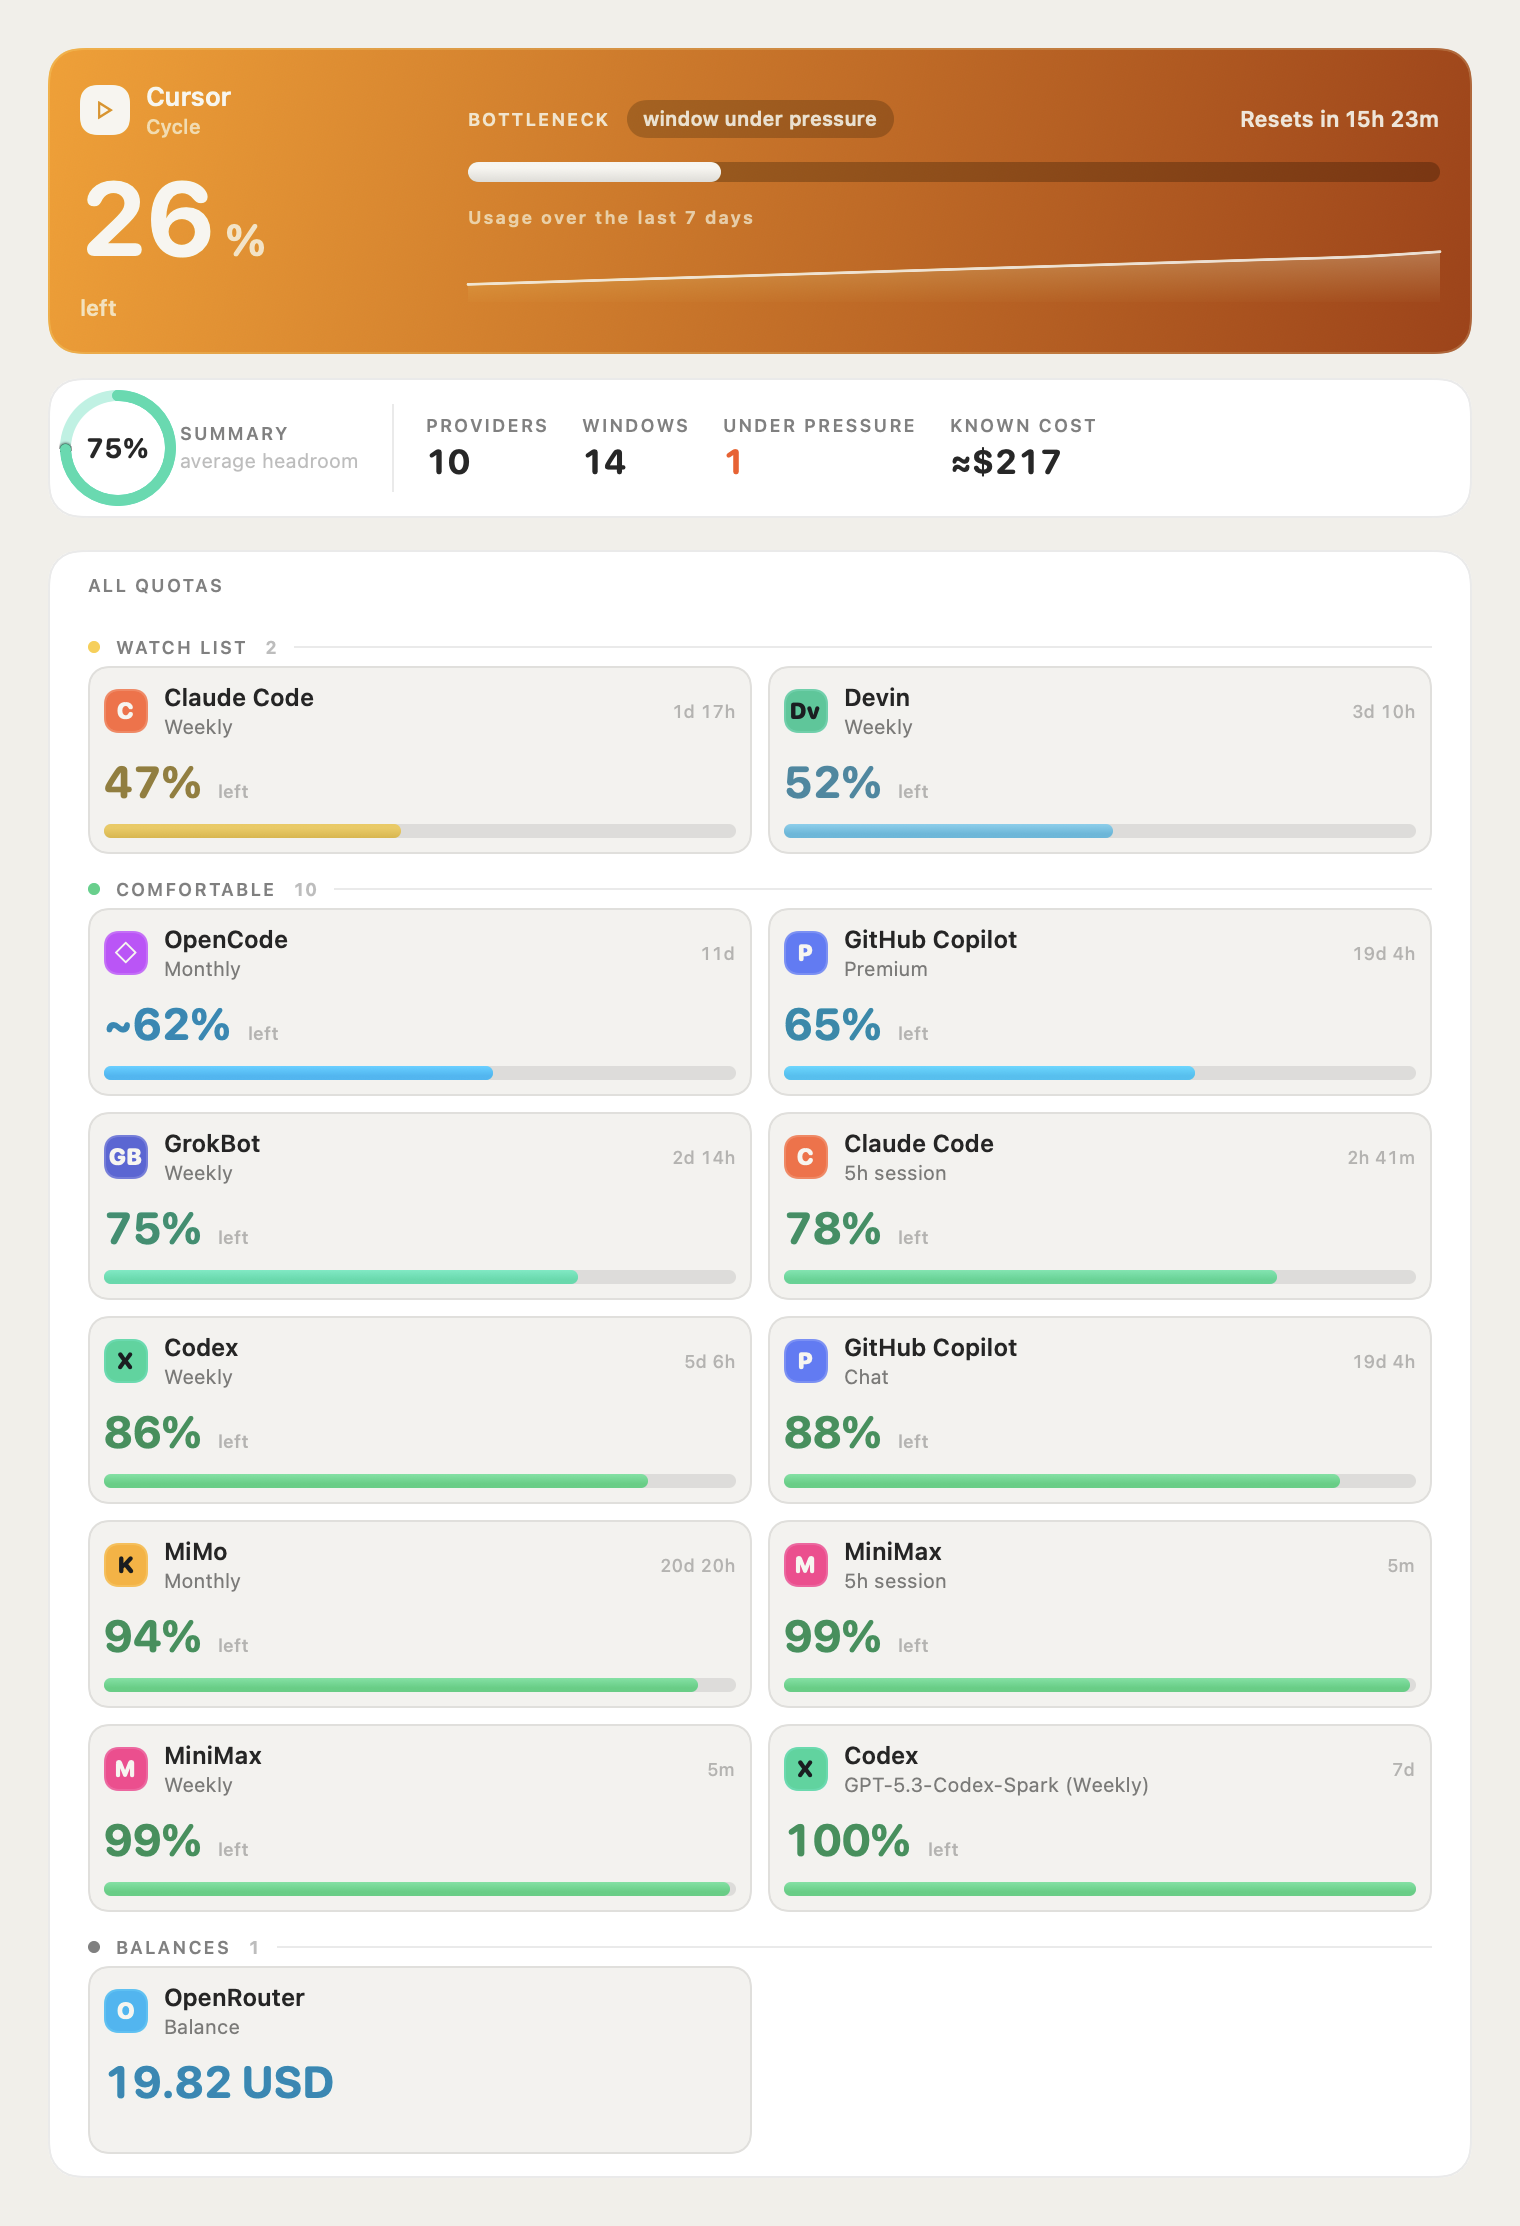 Cursor
Cycle
26 %
left
BOTTLENECK window under pressure Resets in 15h 23m
Usage over the last 7 days
75%
SUMMARY
average headroom
PROVIDERS WINDOWS UNDER PRESSURE KNOWN COST
10 14 1 ≈$217
ALL QUOTAS
WATCH LIST 2
C Claude Code
Weekly
1d 17h
47% left
Dv Devin
Weekly
3d 10h
52% left
COMFORTABLE 10
OpenCode
Monthly
11d
~62% left
P GitHub Copilot
Premium
19d 4h
65% left
GB GrokBot
Weekly
2d 14h
75% left
C Claude Code
5h session
2h 41m
78% left
X Codex
Weekly
5d 6h
86% left
P GitHub Copilot
Chat
19d 4h
88% left
K MiMo
Monthly
20d 20h
94% left
M MiniMax
5h session
5m
99% left
M MiniMax
Weekly
5m
99% left
X Codex
GPT-5.3-Codex-Spark (Weekly)
7d
100% left
BALANCES 1
O OpenRouter
Balance
19.82 USD